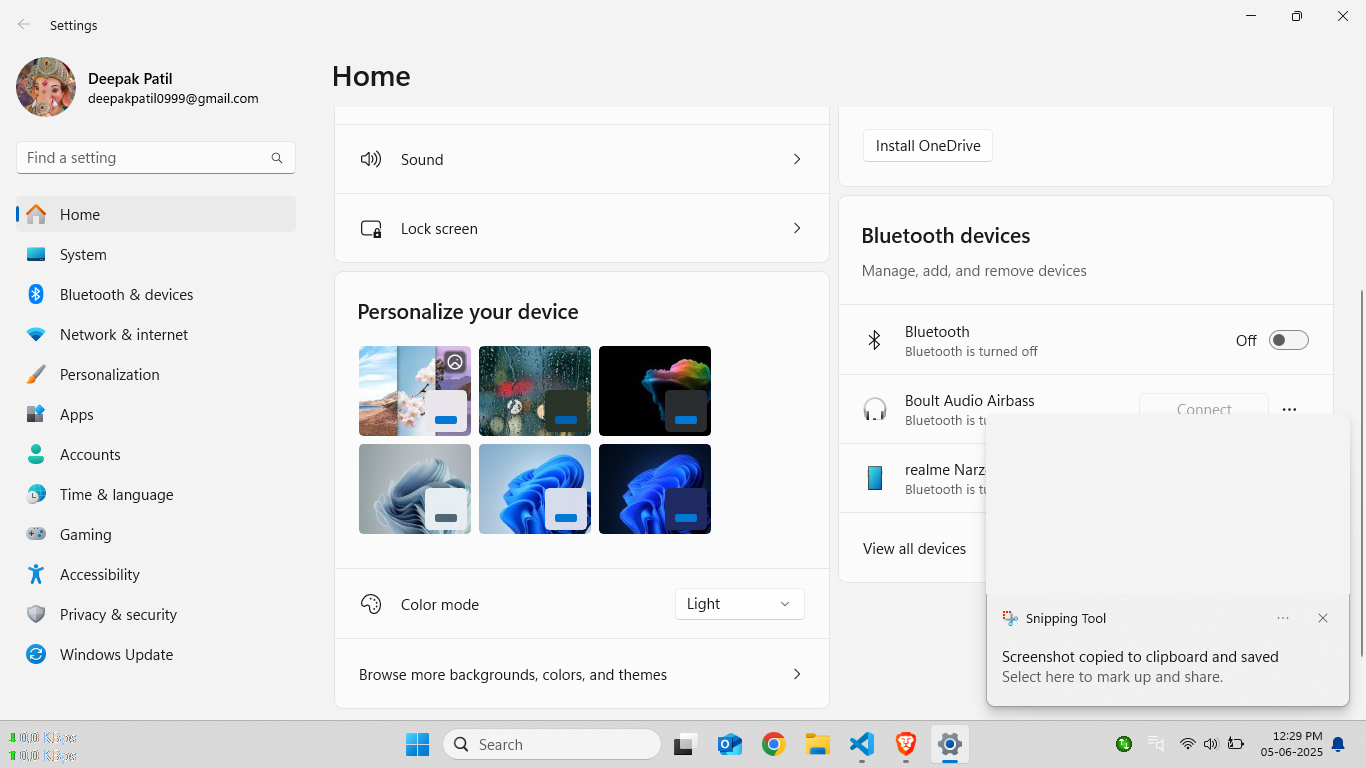 Settings
Deepak Patil
deepakpatil0999@gmail.com
Find a setting
Home
System
Bluetooth & devices
Network & internet
Personalization
Apps
Accounts
Time & language
Gaming
Accessibility
Privacy & security
Windows Update
Home
Sound
Lock screen
Personalize your device
Color mode
Light
Browse more backgrounds, colors, and themes
Install OneDrive
Bluetooth devices
Manage, add, and remove devices
Bluetooth
Bluetooth is turned off
Off
Boult Audio Airbass
Bluetooth is tu
Connect
realme Narz
Bluetooth is tu
View all devices
Snipping Tool
Screenshot copied to clipboard and saved
Select here to mark up and share.
0.0 KBps
0.0 KBps
Search
12:29 PM
05-06-2025